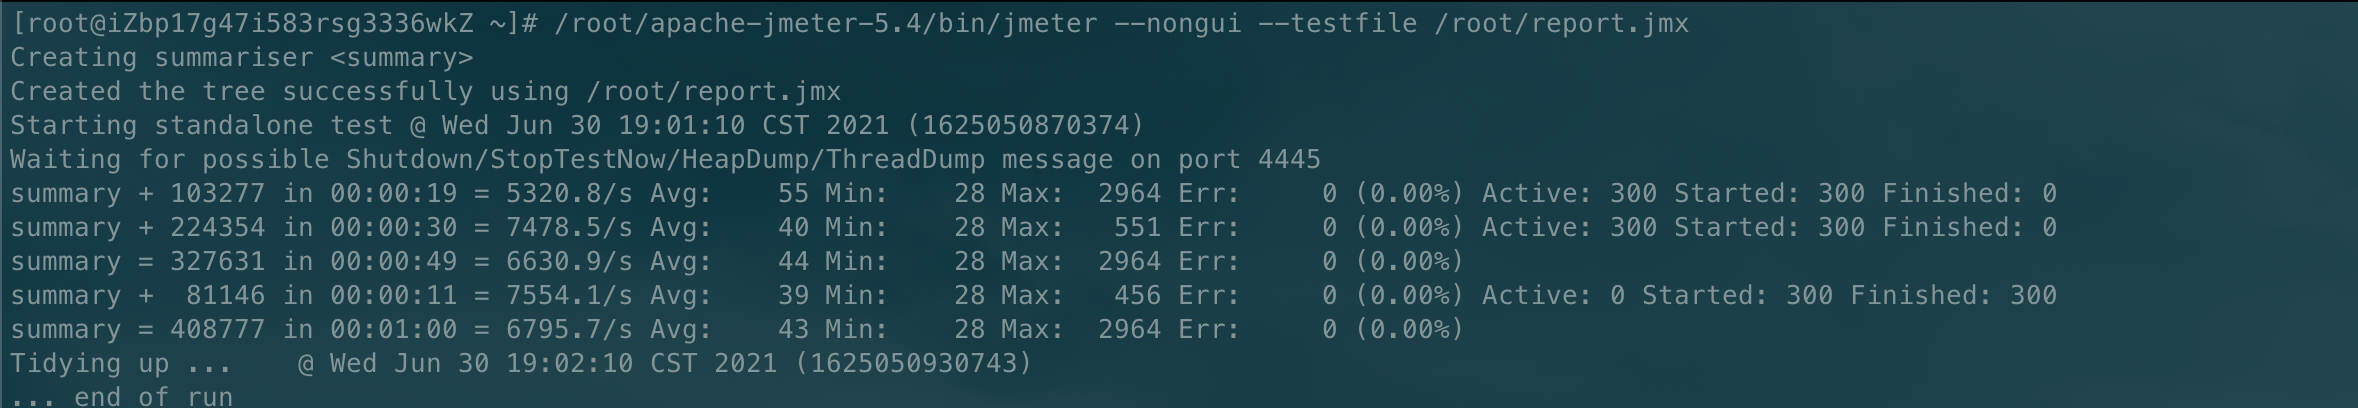 [root@iZbp17g47i583rsg3336wkZ ~]# /root/apache-jmeter-5.4/bin/jmeter --nongui --testfile /root/report.jmx
Creating summariser <summary>
Created the tree successfully using /root/report.jmx
Starting standalone test @ Wed Jun 30 19:01:10 CST 2021 (1625050870374)
Waiting for possible Shutdown/StopTestNow/HeapDump/ThreadDump message on port 4445
summary + 103277 in 00:00:19 = 5320.8/s Avg:    55 Min:    28 Max:  2964 Err:     0 (0.00%) Active: 300 Started: 300 Finished: 0
summary + 224354 in 00:00:30 = 7478.5/s Avg:    40 Min:    28 Max:   551 Err:     0 (0.00%) Active: 300 Started: 300 Finished: 0
summary = 327631 in 00:00:49 = 6630.9/s Avg:    44 Min:    28 Max:  2964 Err:     0 (0.00%)
summary +  81146 in 00:00:11 = 7554.1/s Avg:    39 Min:    28 Max:   456 Err:     0 (0.00%) Active: 0 Started: 300 Finished: 300
summary = 408777 in 00:01:00 = 6795.7/s Avg:    43 Min:    28 Max:  2964 Err:     0 (0.00%)
Tidying up ...    @ Wed Jun 30 19:02:10 CST 2021 (1625050930743)
... end of run